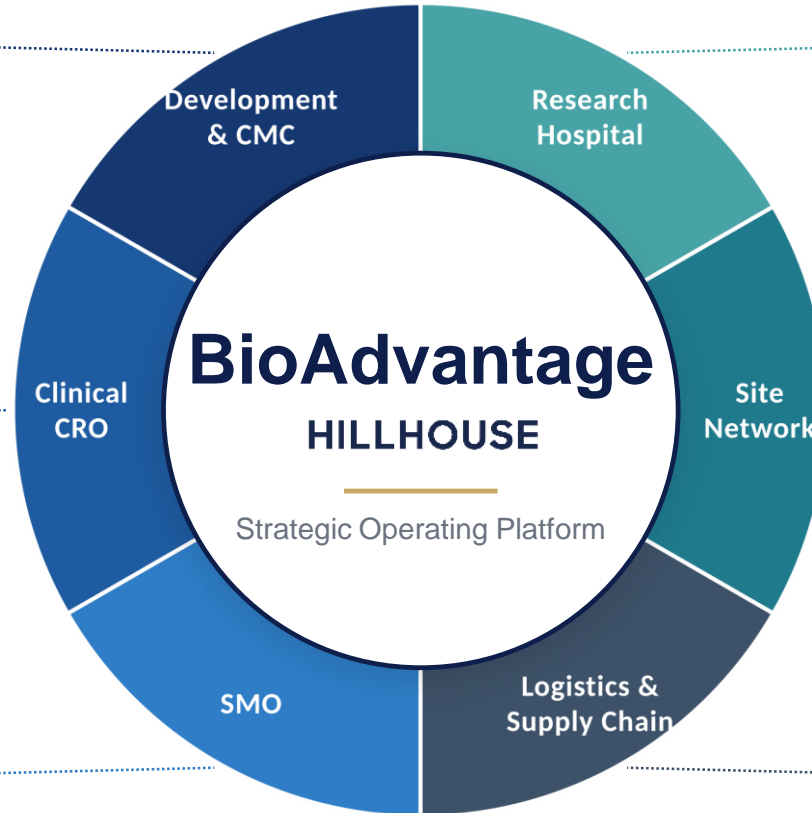 Development
& CMC
Research
Hospital
Clinical
CRO
BioAdvantage
HILLHOUSE
Strategic Operating Platform
Site
Network
SMO
Logistics &
Supply Chain